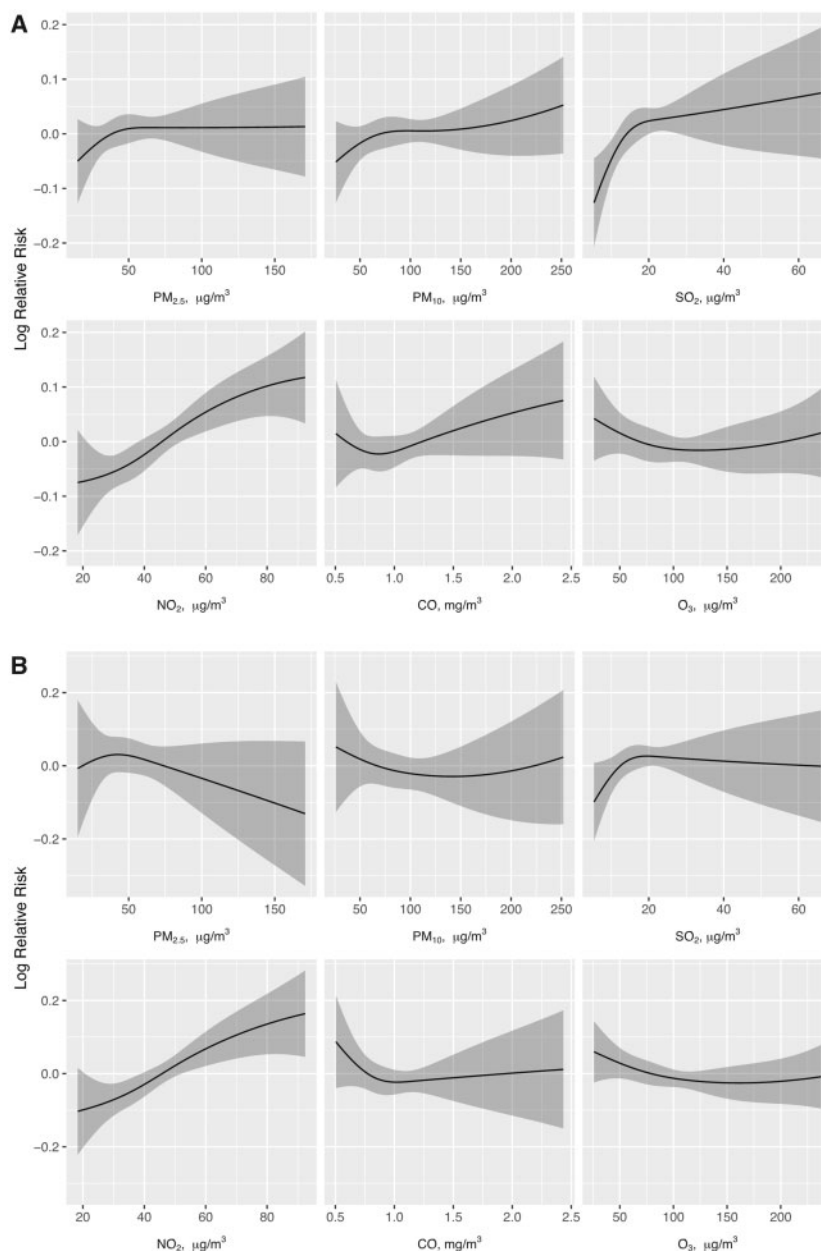 A
0.2
0.1
0.0
−0.1
−0.2
50 100 150
50 100 150 200 250
20 40 60
PM2.5, μg/m³
PM10, μg/m³
SO2, μg/m³
Log Relative Risk
0.2
0.1
0.0
−0.1
−0.2
20 40 60 80
0.5 1.0 1.5 2.0 2.5
50 100 150 200
NO2, μg/m³
CO, mg/m³
O3, μg/m³
B
0.2
0.0
−0.2
50 100 150
50 100 150 200 250
20 40 60
PM2.5, μg/m³
PM10, μg/m³
SO2, μg/m³
Log Relative Risk
0.2
0.0
−0.2
20 40 60 80
0.5 1.0 1.5 2.0 2.5
50 100 150 200
NO2, μg/m³
CO, mg/m³
O3, μg/m³